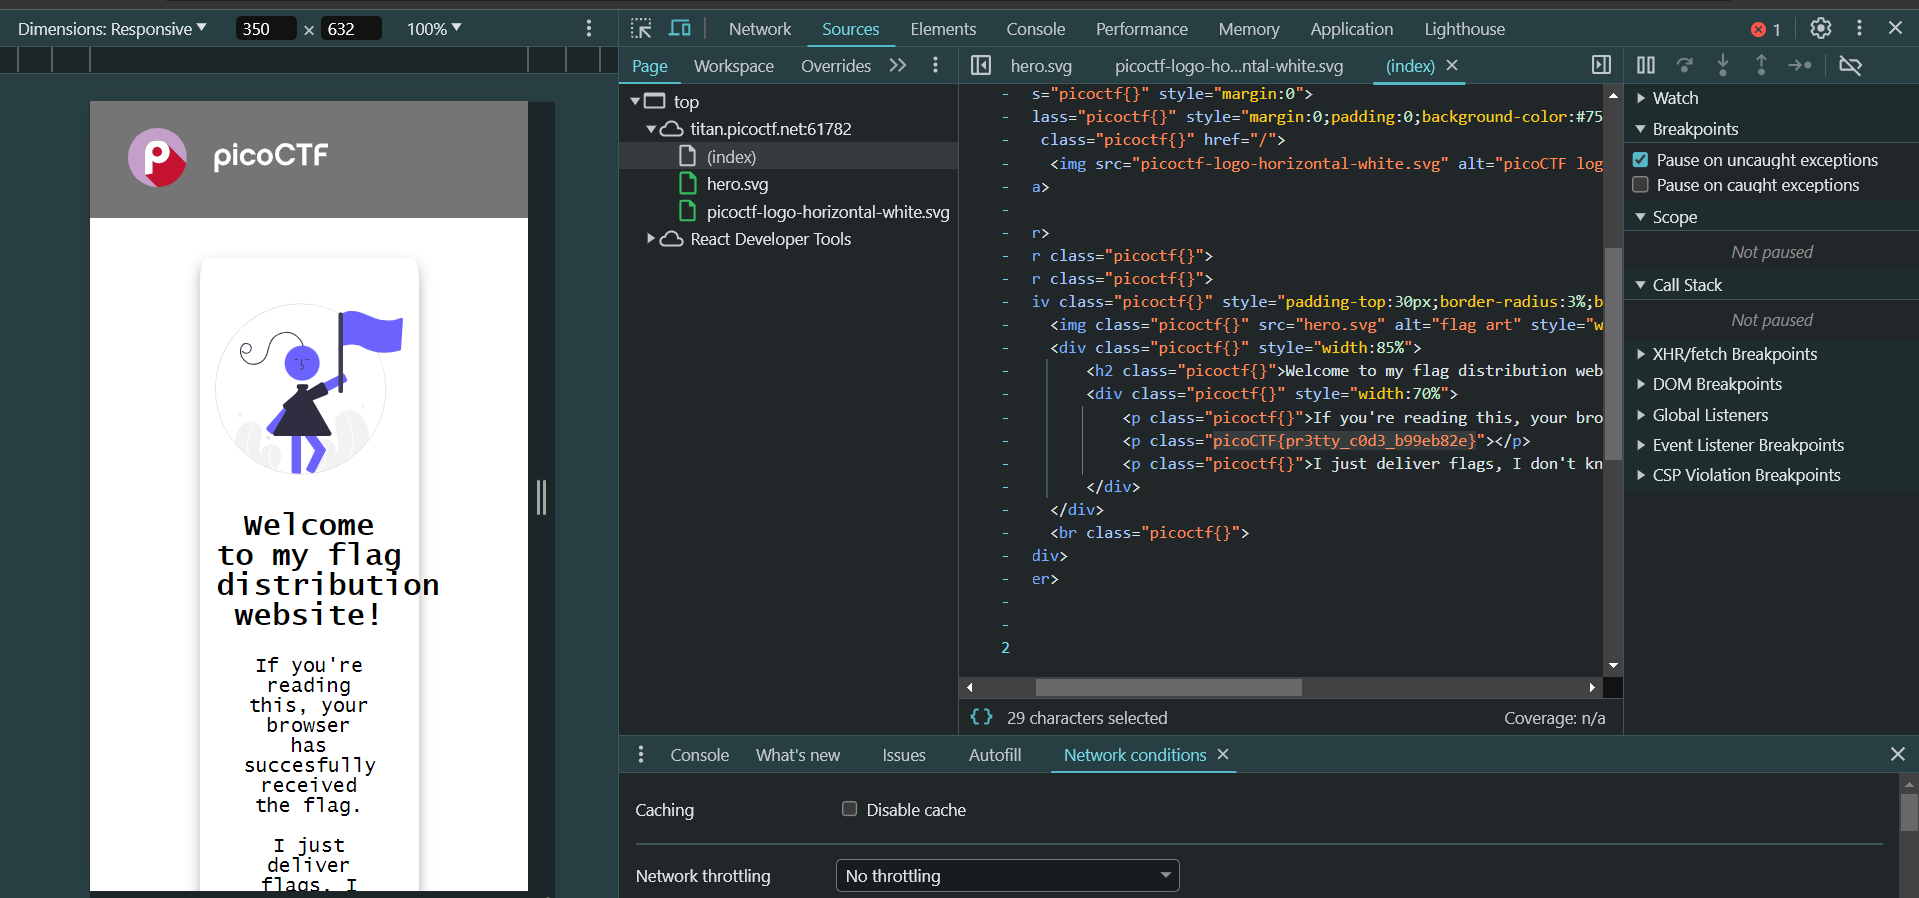 Dimensions: Responsive 350 × 632 100%
picoCTF
Welcome
to my flag
distribution
website!
If you're
reading
this, your
browser
has
succesfully
received
the flag.
I just
deliver
flags, I
Network Sources Elements Console Performance Memory Application Lighthouse 1
Page Workspace Overrides
top
titan.picoctf.net:61782
(index)
hero.svg
picoctf-logo-horizontal-white.svg
React Developer Tools
hero.svg picoctf-logo-ho...ntal-white.svg (index)
- s="picoctf{}" style="margin:0">
- lass="picoctf{}" style="margin:0;padding:0;background-color:#75
- class="picoctf{}" href="/">
- <img src="picoctf-logo-horizontal-white.svg" alt="picoCTF log
- a>
-
- r>
- r class="picoctf{}">
- r class="picoctf{}">
- iv class="picoctf{}" style="padding-top:30px;border-radius:3%;b
- <img class="picoctf{}" src="hero.svg" alt="flag art" style="w
- <div class="picoctf{}" style="width:85%">
- <h2 class="picoctf{}">Welcome to my flag distribution web
- <div class="picoctf{}" style="width:70%">
- <p class="picoctf{}">If you're reading this, your bro
- <p class="picoCTF{pr3tty_c0d3_b99eb82e}"></p>
- <p class="picoctf{}">I just deliver flags, I don't kn
- </div>
- </div>
- <br class="picoctf{}">
- div>
- er>
-
-
2
{} 29 characters selected Coverage: n/a
Watch
Breakpoints
Pause on uncaught exceptions
Pause on caught exceptions
Scope
Not paused
Call Stack
Not paused
XHR/fetch Breakpoints
DOM Breakpoints
Global Listeners
Event Listener Breakpoints
CSP Violation Breakpoints
Console What's new Issues Autofill Network conditions
Caching Disable cache
Network throttling No throttling